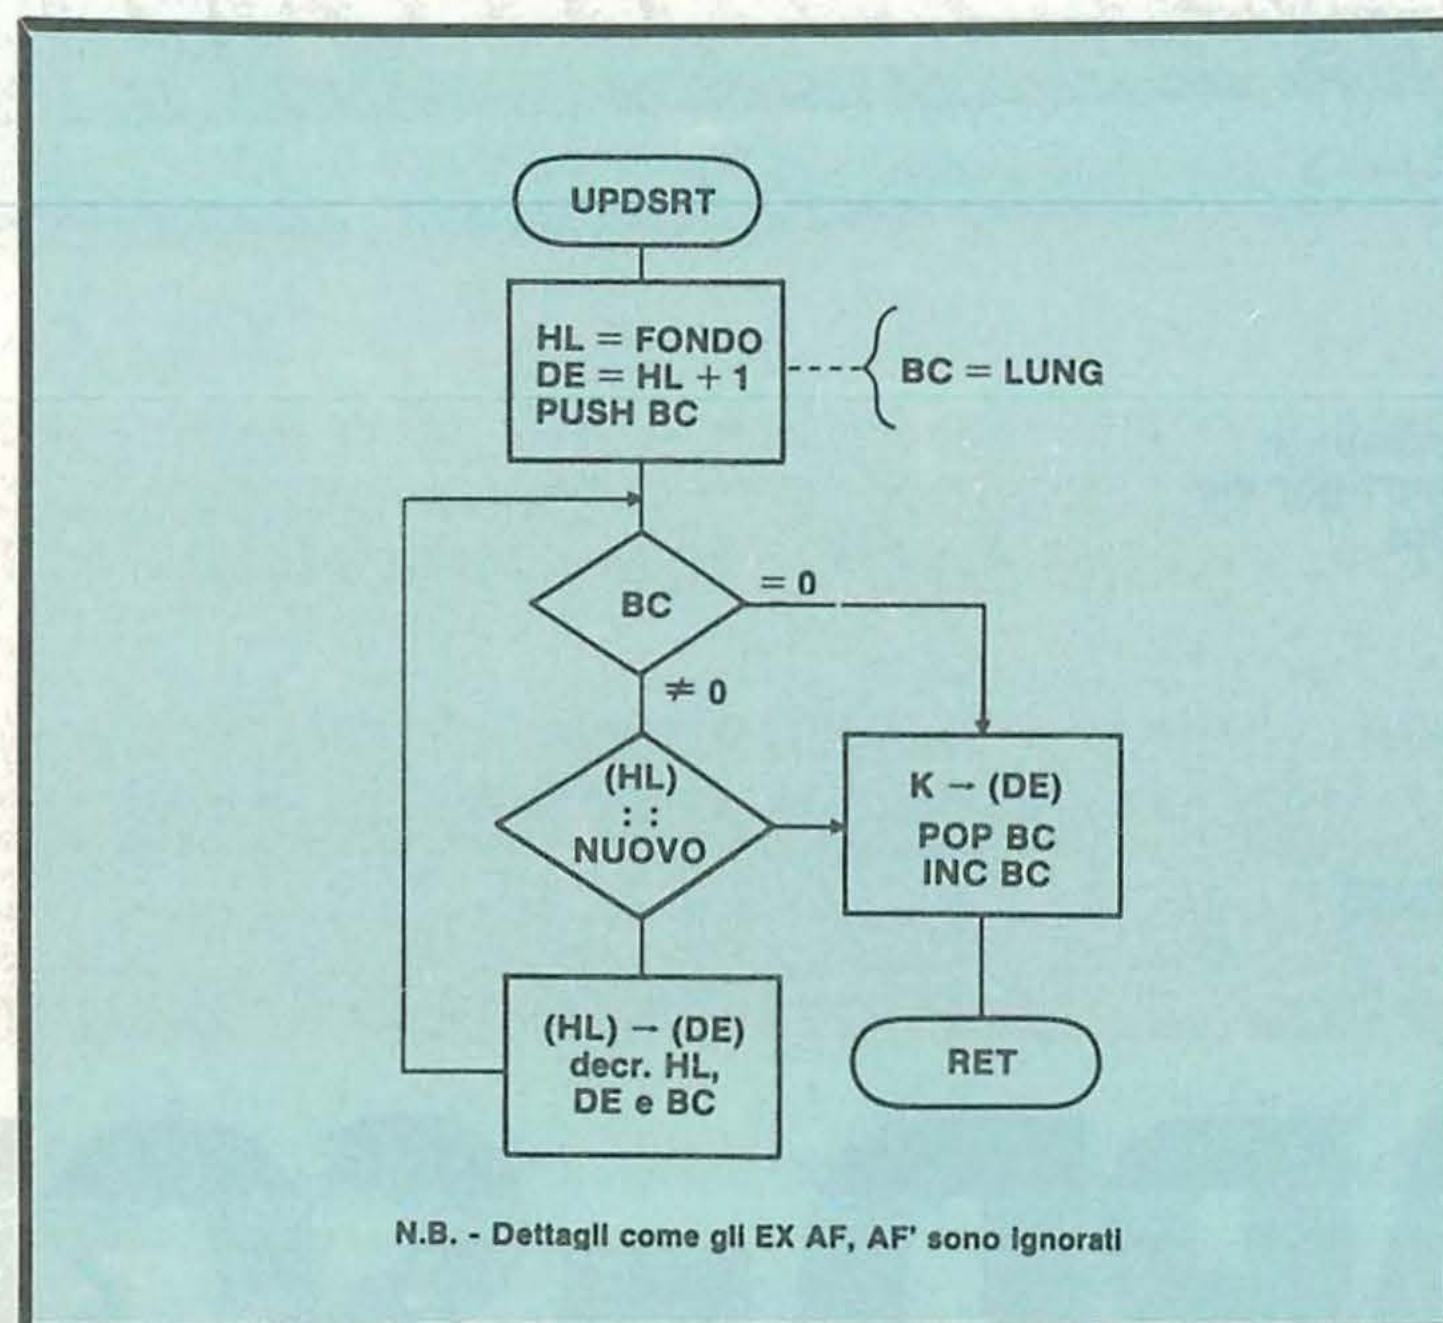 UPDSRT
HL = FONDO
DE = HL + 1
PUSH BC
BC = LUNG
BC
= 0
≠ 0
(HL)
: :
NUOVO
K → (DE)
POP BC
INC BC
(HL) → (DE)
decr. HL,
DE e BC
RET
N.B. - Dettagli come gli EX AF, AF' sono ignorati